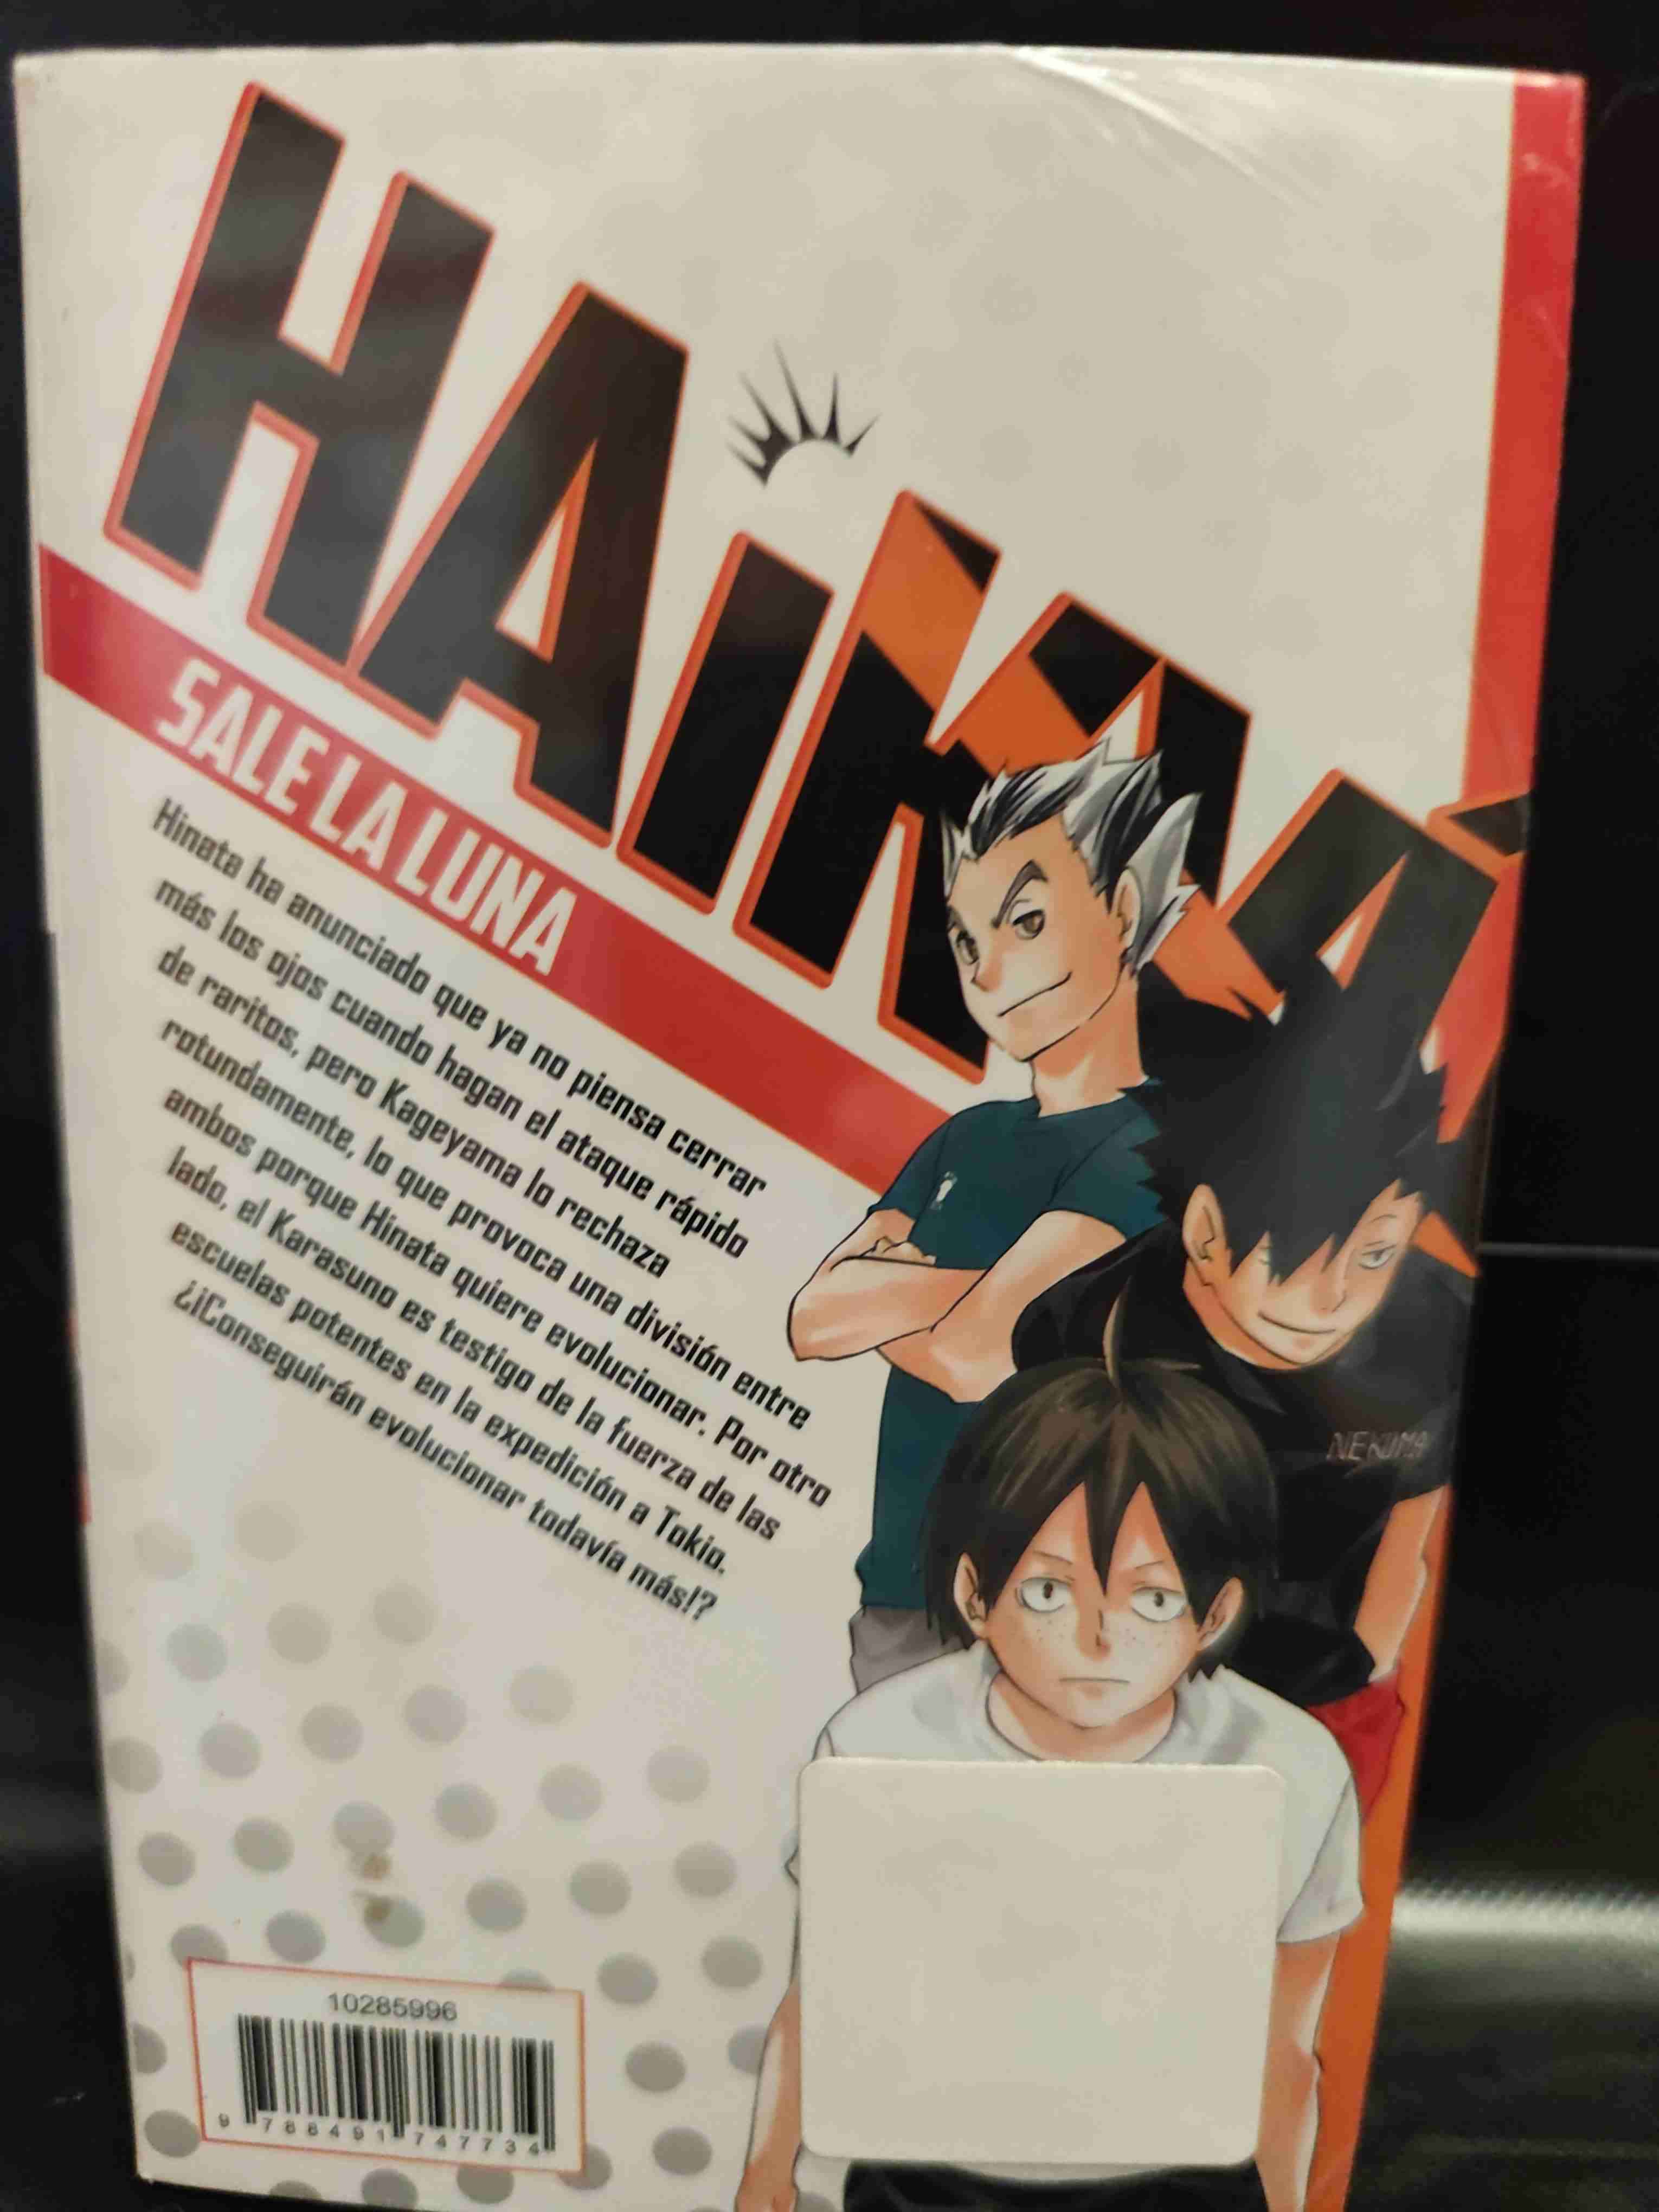 HAiKY
SALE LA LUNA
Hinata ha anunciado que ya no piensa cerrar
más los ojos cuando hagan el ataque rápido
de raritos, pero Kageyama lo rechaza
rotundamente, lo que provoca una división entre
ambos porque Hinata quiere evolucionar. Por otro
lado, el Karasuno es testigo de la fuerza de las
escuelas potentes en la expedición a Tokio.
¿¡Conseguirán evolucionar todavía más!?
NEKOMA
10285996
9 788491 747734